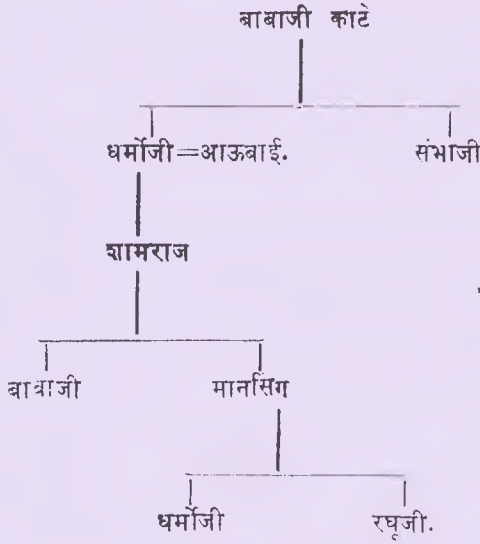 बाबाजी काटे
धर्मोजी=आऊबाई. संभाजी
शामराज
बावाजी मानसिंग
धर्मोजी रघूजी.